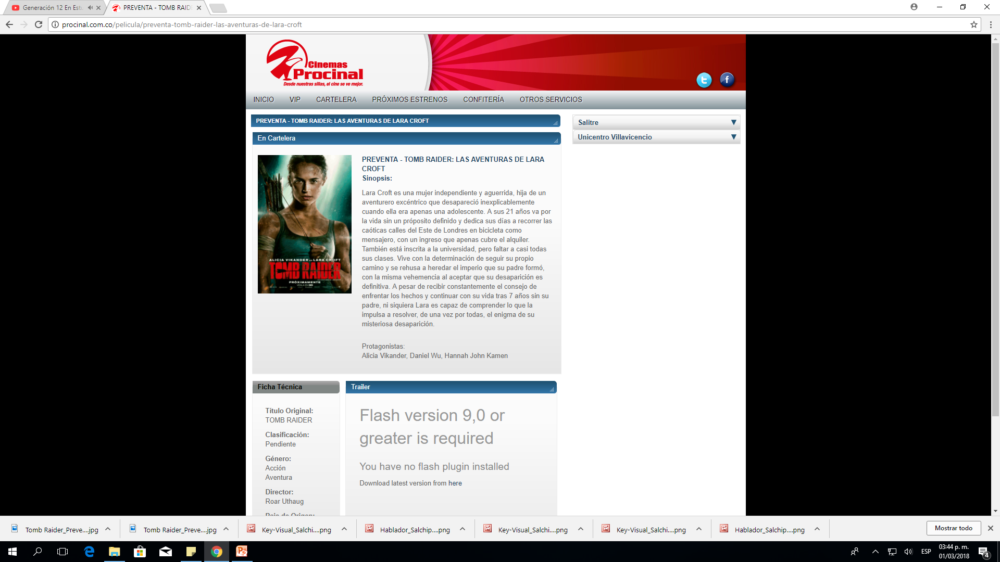 Generación 12 En Estu
PREVENTA - TOMB RAID
procinal.com.co/pelicula/preventa-tomb-raider-las-aventuras-de-lara-croft
Cinemas
Procinal
Desde nuestras sillas, el cine se ve mejor.
INICIO VIP CARTELERA PRÓXIMOS ESTRENOS CONFITERÍA OTROS SERVICIOS
PREVENTA - TOMB RAIDER: LAS AVENTURAS DE LARA CROFT
Salitre
Unicentro Villavicencio
En Cartelera
ALICIA VIKANDER ES LARA CROFT
TOMB RAIDER
PRÓXIMAMENTE
PREVENTA - TOMB RAIDER: LAS AVENTURAS DE LARA
CROFT
Sinopsis:
Lara Croft es una mujer independiente y aguerrida, hija de un
aventurero excéntrico que desapareció inexplicablemente
cuando ella era apenas una adolescente. A sus 21 años va por
la vida sin un próposito definido y dedica sus días a recorrer las
caóticas calles del Este de Londres en bicicleta como
mensajero, con un ingreso que apenas cubre el alquiler.
También está inscrita a la universidad, pero faltar a casi todas
sus clases. Vive con la determinación de seguir su propio
camino y se rehusa a heredar el imperio que su padre formó,
con la misma vehemencia al aceptar que su desaparición es
definitiva. A pesar de recibir constantemente el consejo de
enfrentar los hechos y continuar con su vida tras 7 años sin su
padre, ni siquiera Lara es capaz de comprender lo que la
impulsa a resolver, de una vez por todas, el enigma de su
misteriosa desaparición.
Protagonistas:
Alicia Vikander, Daniel Wu, Hannah John Kamen
Ficha Técnica
Título Original:
TOMB RAIDER
Clasificación:
Pendiente
Género:
Acción
Aventura
Director:
Roar Uthaug
Pais de Origen:
Trailer
Flash version 9,0 or
greater is required
You have no flash plugin installed
Download latest version from here
Tomb Raider_Preve....jpg
Tomb Raider_Preve....jpg
Key-Visual_Salchi....png
Hablador_Salchip....png
Key-Visual_Salchi....png
Key-Visual_Salchi....png
Hablador_Salchip....png
Mostrar todo
ESP
03:44 p. m.
01/03/2018
4